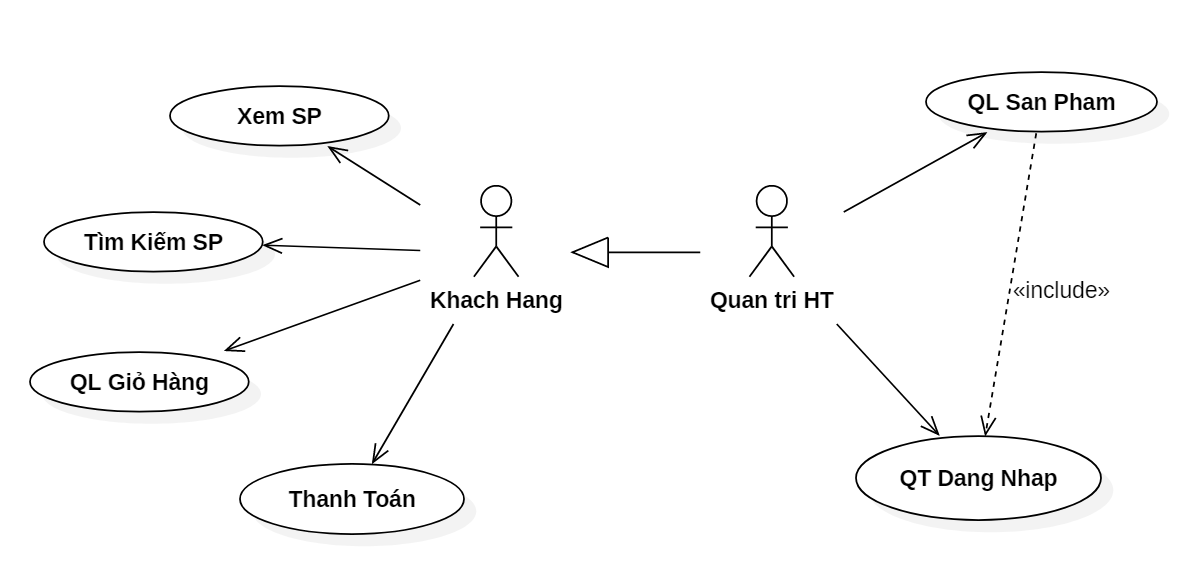 Xem SP
QL San Pham
Tìm Kiếm SP
Khach Hang
Quan tri HT
«include»
QL Giỏ Hàng
Thanh Toán
QT Dang Nhap